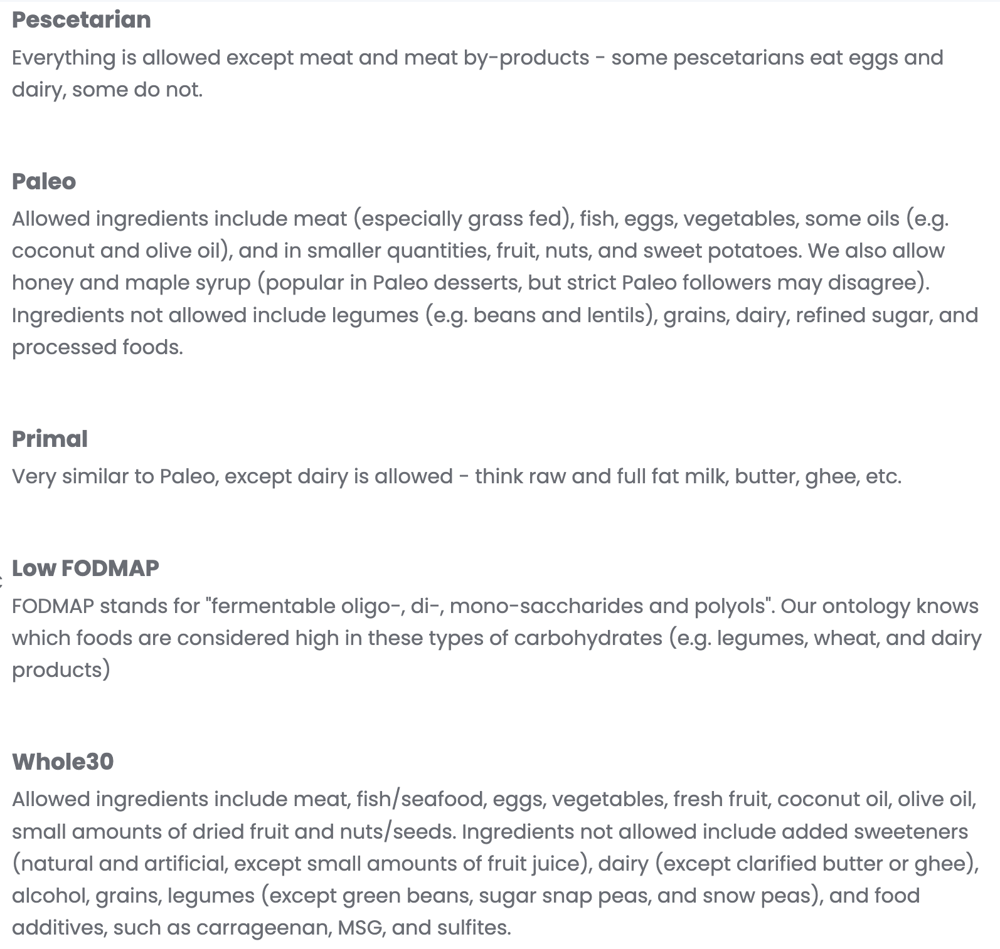 Pescetarian
Everything is allowed except meat and meat by-products - some pescetarians eat eggs and
dairy, some do not.
Paleo
Allowed ingredients include meat (especially grass fed), fish, eggs, vegetables, some oils (e.g.
coconut and olive oil), and in smaller quantities, fruit, nuts, and sweet potatoes. We also allow
honey and maple syrup (popular in Paleo desserts, but strict Paleo followers may disagree).
Ingredients not allowed include legumes (e.g. beans and lentils), grains, dairy, refined sugar, and
processed foods.
Primal
Very similar to Paleo, except dairy is allowed - think raw and full fat milk, butter, ghee, etc.
Low FODMAP
FODMAP stands for "fermentable oligo-, di-, mono-saccharides and polyols". Our ontology knows
which foods are considered high in these types of carbohydrates (e.g. legumes, wheat, and dairy
products)
Whole30
Allowed ingredients include meat, fish/seafood, eggs, vegetables, fresh fruit, coconut oil, olive oil,
small amounts of dried fruit and nuts/seeds. Ingredients not allowed include added sweeteners
(natural and artificial, except small amounts of fruit juice), dairy (except clarified butter or ghee),
alcohol, grains, legumes (except green beans, sugar snap peas, and snow peas), and food
additives, such as carrageenan, MSG, and sulfites.